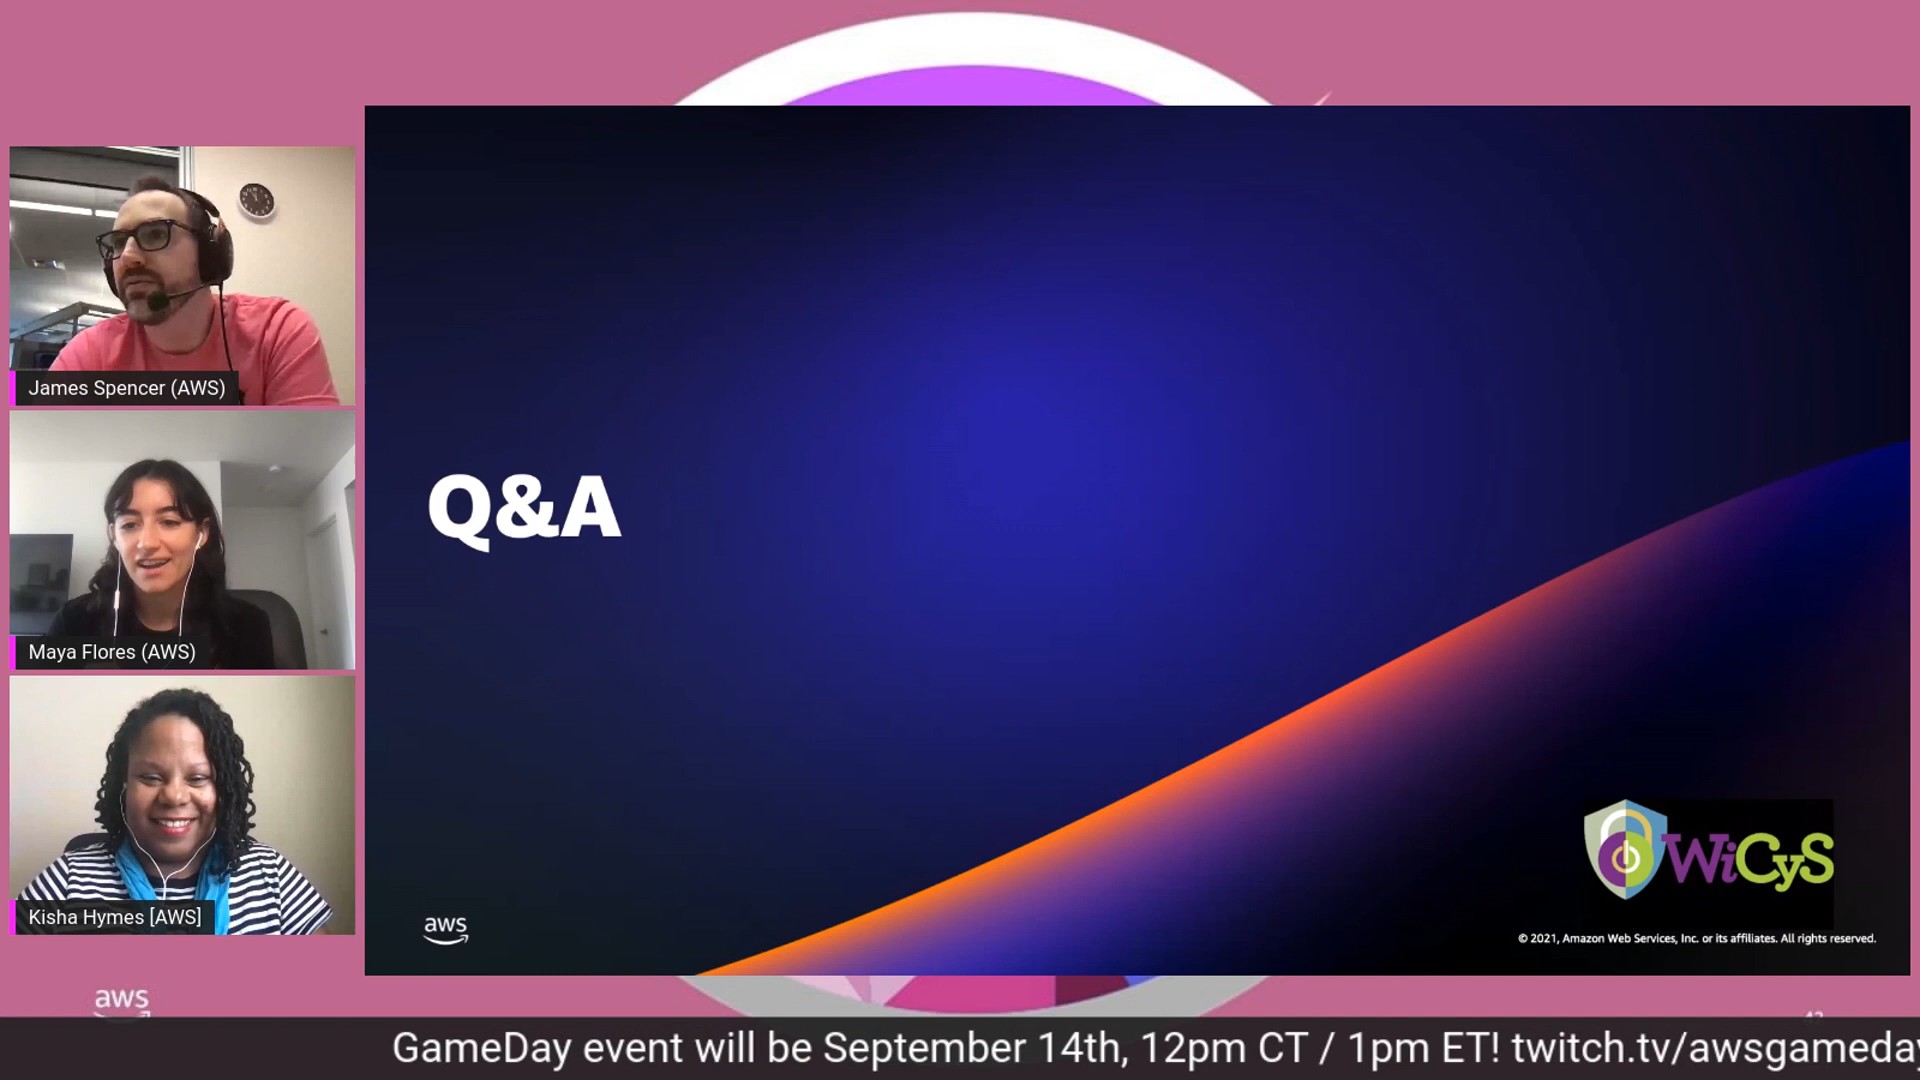 James Spencer (AWS)
Maya Flores (AWS)
Kisha Hymes [AWS]
Q&A
aws
WiCyS
© 2021, Amazon Web Services, Inc. or its affiliates. All rights reserved.
aws
GameDay event will be September 14th, 12pm CT / 1pm ET! twitch.tv/awsgameday